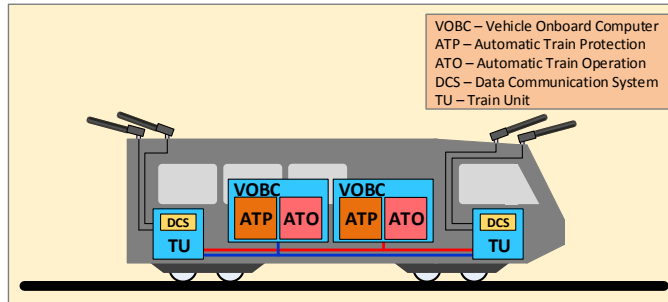 VOBC – Vehicle Onboard Computer
ATP – Automatic Train Protection
ATO – Automatic Train Operation
DCS – Data Communication System
TU – Train Unit
VOBC VOBC
ATP ATO ATP ATO
DCS DCS
TU TU